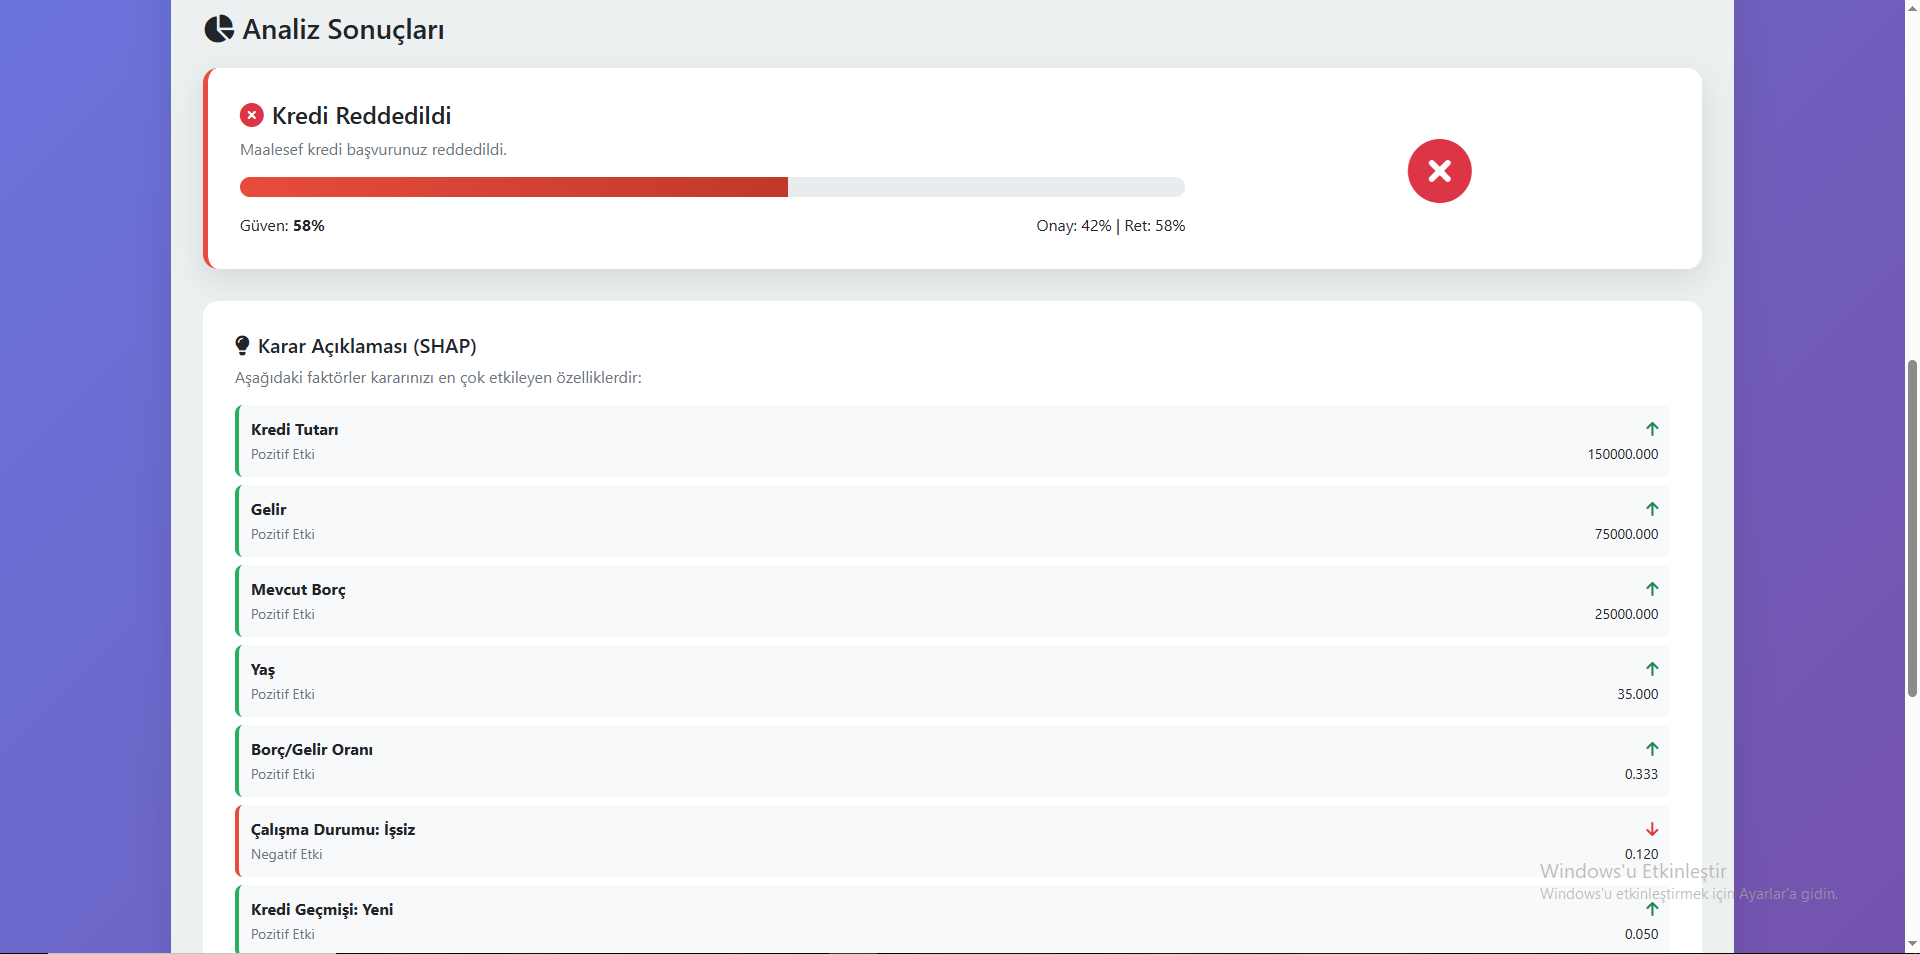 Analiz Sonuçları
Kredi Reddedildi
Maalesef kredi başvurunuz reddedildi.
Güven: 58%
Onay: 42% | Ret: 58%
Karar Açıklaması (SHAP)
Aşağıdaki faktörler kararınızı en çok etkileyen özelliklerdir:
Kredi Tutarı
Pozitif Etki
150000.000
Gelir
Pozitif Etki
75000.000
Mevcut Borç
Pozitif Etki
25000.000
Yaş
Pozitif Etki
35.000
Borç/Gelir Oranı
Pozitif Etki
0.333
Çalışma Durumu: İşsiz
Negatif Etki
0.120
Windows'u Etkinleştir
Windows'u etkinleştirmek için Ayarlar'a gidin.
Kredi Geçmişi: Yeni
Pozitif Etki
0.050